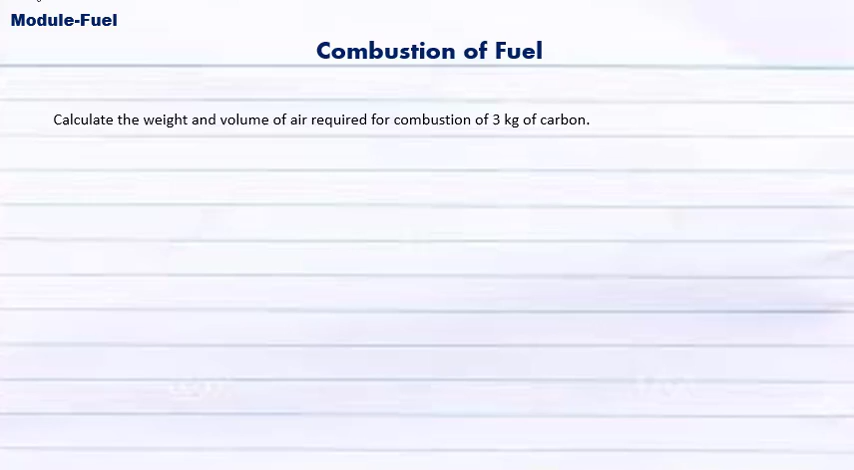 Module-Fuel
Combustion of Fuel
Calculate the weight and volume of air required for combustion of 3 kg of carbon.